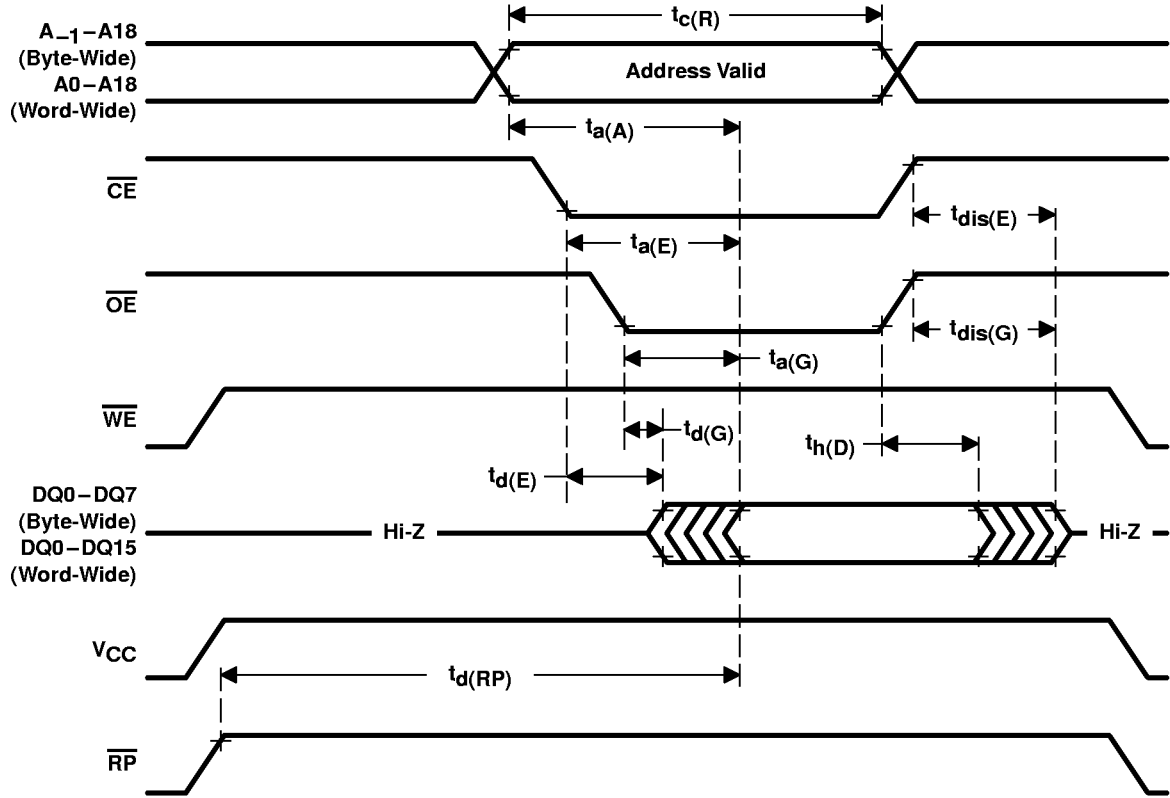 tc(R)
A–1–A18
(Byte-Wide)
A0–A18
(Word-Wide)
Address Valid
ta(A)
CE
tdis(E)
ta(E)
OE
tdis(G)
ta(G)
WE
td(G)
th(D)
td(E)
DQ0–DQ7
(Byte-Wide)
DQ0–DQ15
(Word-Wide)
Hi-Z
Hi-Z
VCC
td(RP)
RP